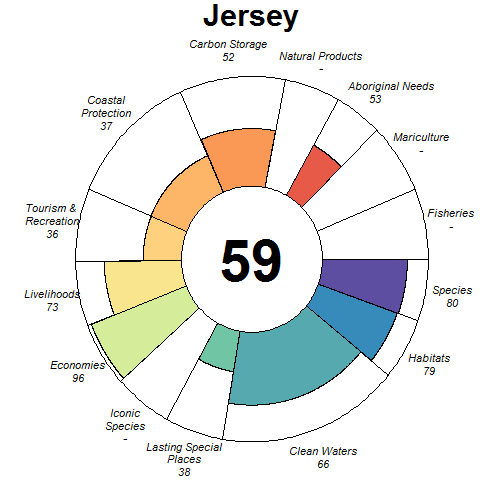 Jersey
Carbon Storage
52
Natural Products
-
Aboriginal Needs
53
Mariculture
-
Fisheries
-
Species
80
Habitats
79
Clean Waters
66
Lasting Special
Places
38
Iconic
Species
-
Economies
96
Livelihoods
73
Tourism &
Recreation
36
Coastal
Protection
37
59